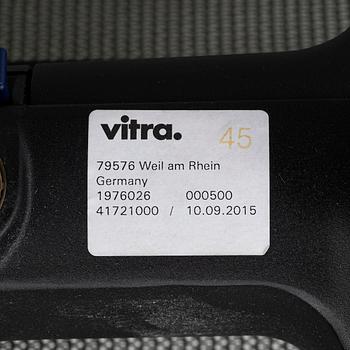 vitra. 45
79576 Weil am Rhein
Germany
1976026 000500
41721000 / 10.09.2015